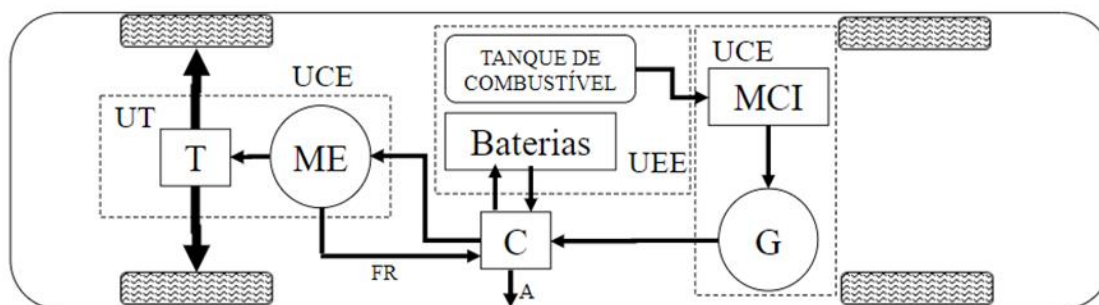 UT
T
UCE
ME
FR
TANQUE DE
COMBUSTÍVEL
Baterias
UEE
C
A
UCE
MCI
G